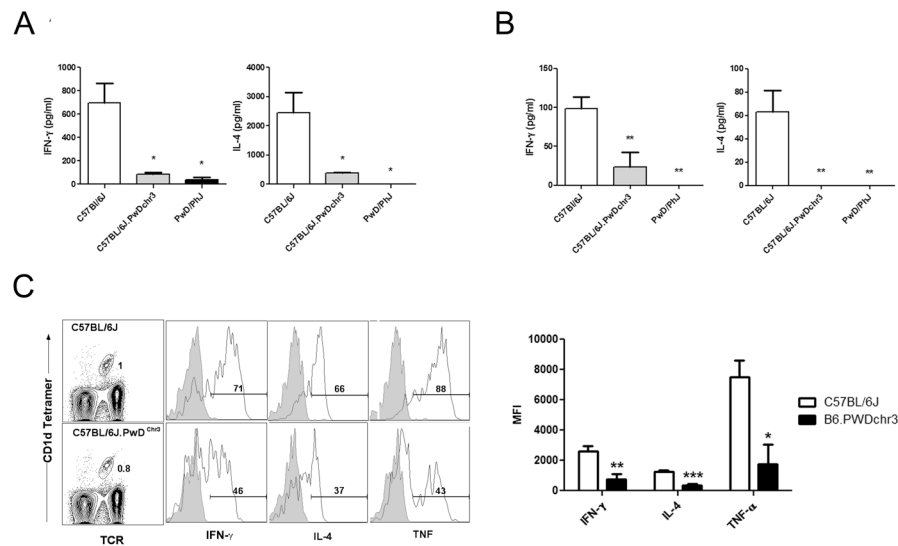 A
B
IFN-γ (pg/ml)
1000
800
600
400
200
0
*
*
C57Bl/6J
C57BL/6J.PwDchr3
PwD/PhJ
IL-4 (pg/ml)
4000
3000
2000
1000
0
*
*
C57BL/6J
C57BL/6J.PwDchr3
PwD/PhJ
IFN-γ (pg/ml)
150
100
50
0
**
**
C57Bl/6J
C57BL/6J.PwDchr3
PwD/PhJ
IL-4 (pg/ml)
80
60
40
20
0
**
**
C57BL/6J
C57BL/6J.PwDchr3
PwD/PhJ
C
CD1d Tetramer
C57BL/6J
1
71
66
88
C57BL/6J.PwD Chr3
0.8
46
37
43
TCR
IFN-γ
IL-4
TNF
MFI
10000
8000
6000
4000
2000
0
**
***
*
IFN-γ
IL-4
TNF-α
C57BL/6J
B6.PWDchr3